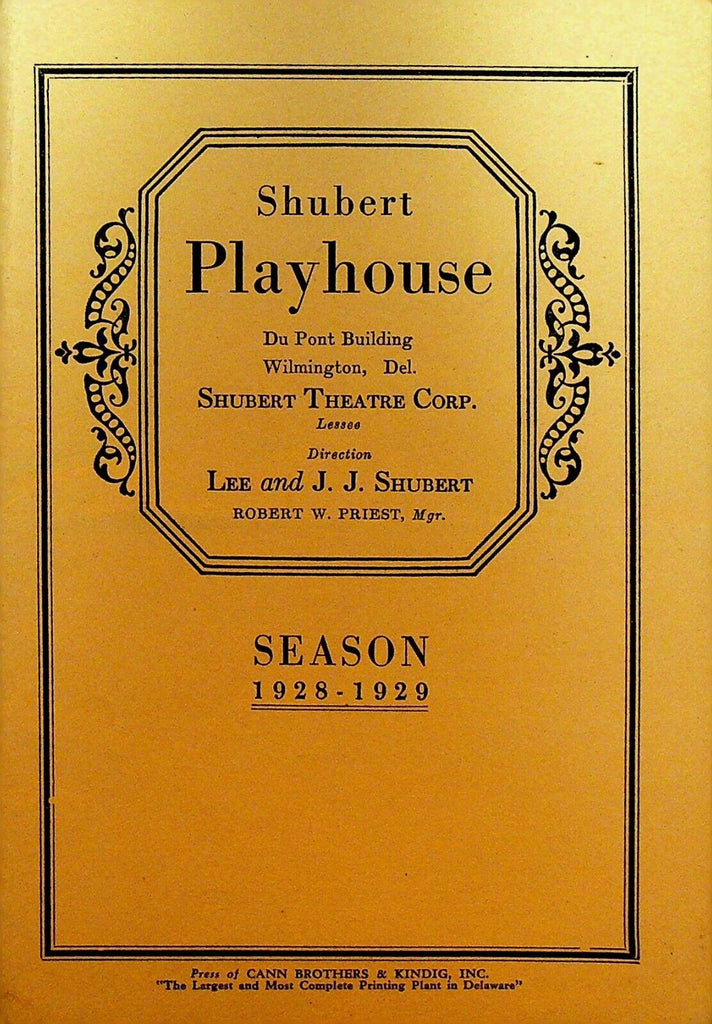 Shubert
Playhouse
Du Pont Building
Wilmington, Del.
SHUBERT THEATRE CORP.
Lessee
Direction
LEE and J. J. SHUBERT
ROBERT W. PRIEST, Mgr.
SEASON
1928-1929
Press of CANN BROTHERS & KINDIG, INC.
"The Largest and Most Complete Printing Plant in Delaware"